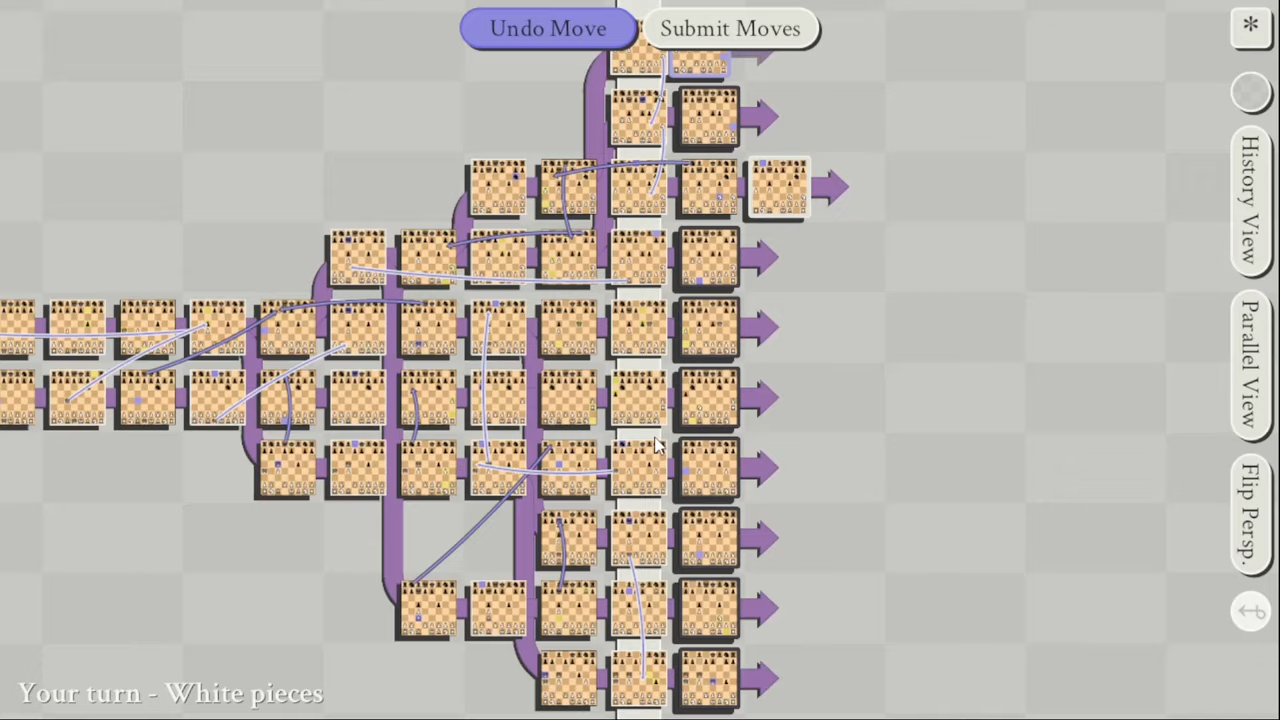 Undo Move
Submit Moves
*
History View
Parallel View
Flip Persp.
Your turn - White pieces